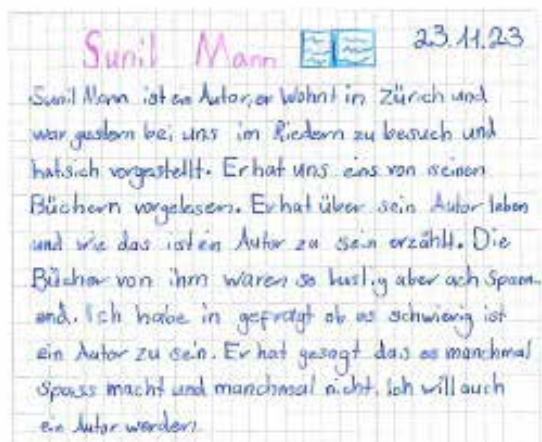 Sunil Mann 23.11.23
Sunil Mann ist ein Autor, er Wohnt in Zürich und
war gestern bei uns im Riedern zu besuch und
hat sich vorgestellt. Er hat uns eins von seinen
Büchern vorgelesen. Er hat über sein Autor leben
und wie das ist ein Autor zu sein erzählt. Die
Bücher von ihm waren so lustig aber ach Spann-
end. Ich habe in gefragt ob es schwierig ist
ein Autor zu sein. Er hat gesagt das es manchmal
Spass macht und manchmal nicht. Ich will auch
ein Autor werden.